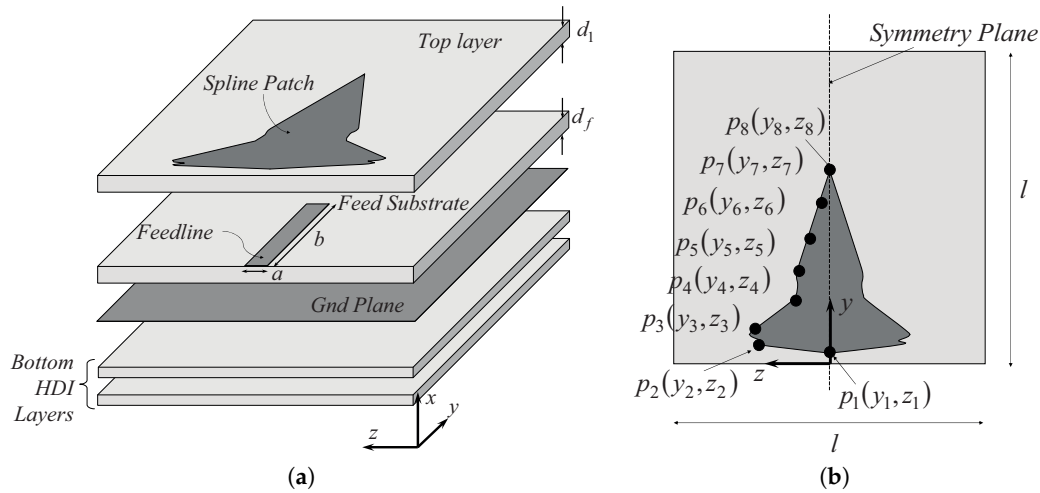 Top layer
d₁
Spline Patch
d_f
Feed Substrate
Feedline
b
a
Gnd Plane
Bottom
HDI
Layers
x
y
z
(a)
Symmetry Plane
p₈(y₈, z₈)
p₇(y₇, z₇)
p₆(y₆, z₆)
p₅(y₅, z₅)
p₄(y₄, z₄)
p₃(y₃, z₃)
p₂(y₂, z₂)
p₁(y₁, z₁)
y
z
l
l
(b)